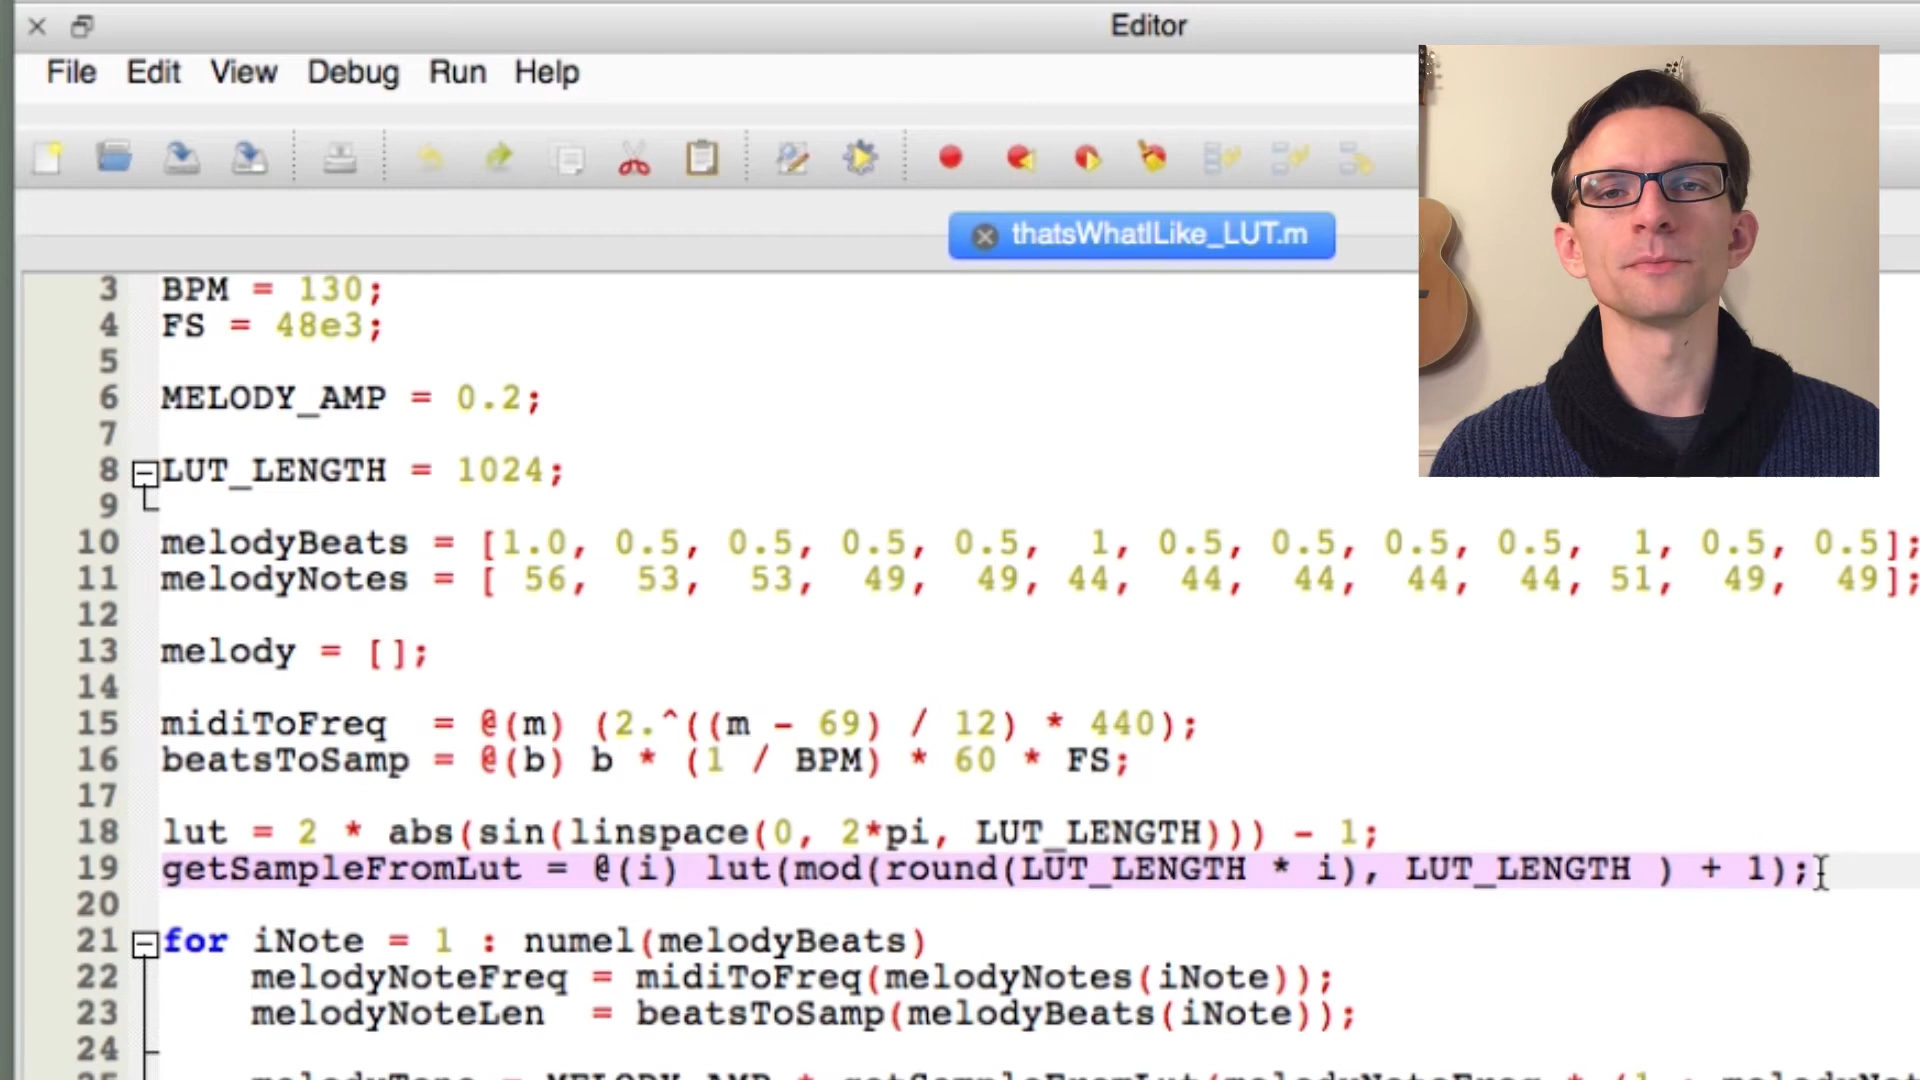 Editor
File Edit View Debug Run Help
thatsWhatILike_LUT.m
3 BPM = 130;
4 FS = 48e3;
5
6 MELODY_AMP = 0.2;
7
8 LUT_LENGTH = 1024;
9
10 melodyBeats = [1.0, 0.5, 0.5, 0.5, 0.5, 1, 0.5, 0.5, 0.5, 0.5, 1, 0.5, 0.5];
11 melodyNotes = [ 56, 53, 53, 49, 49, 44, 44, 44, 44, 44, 51, 49, 49];
12
13 melody = [];
14
15 midiToFreq = @(m) (2.^((m - 69) / 12) * 440);
16 beatsToSamp = @(b) b * (1 / BPM) * 60 * FS;
17
18 lut = 2 * abs(sin(linspace(0, 2*pi, LUT_LENGTH))) - 1;
19 getSampleFromLut = @(i) lut(mod(round(LUT_LENGTH * i), LUT_LENGTH ) + 1);
20
21 for iNote = 1 : numel(melodyBeats)
22 melodyNoteFreq = midiToFreq(melodyNotes(iNote));
23 melodyNoteLen = beatsToSamp(melodyBeats(iNote));
24